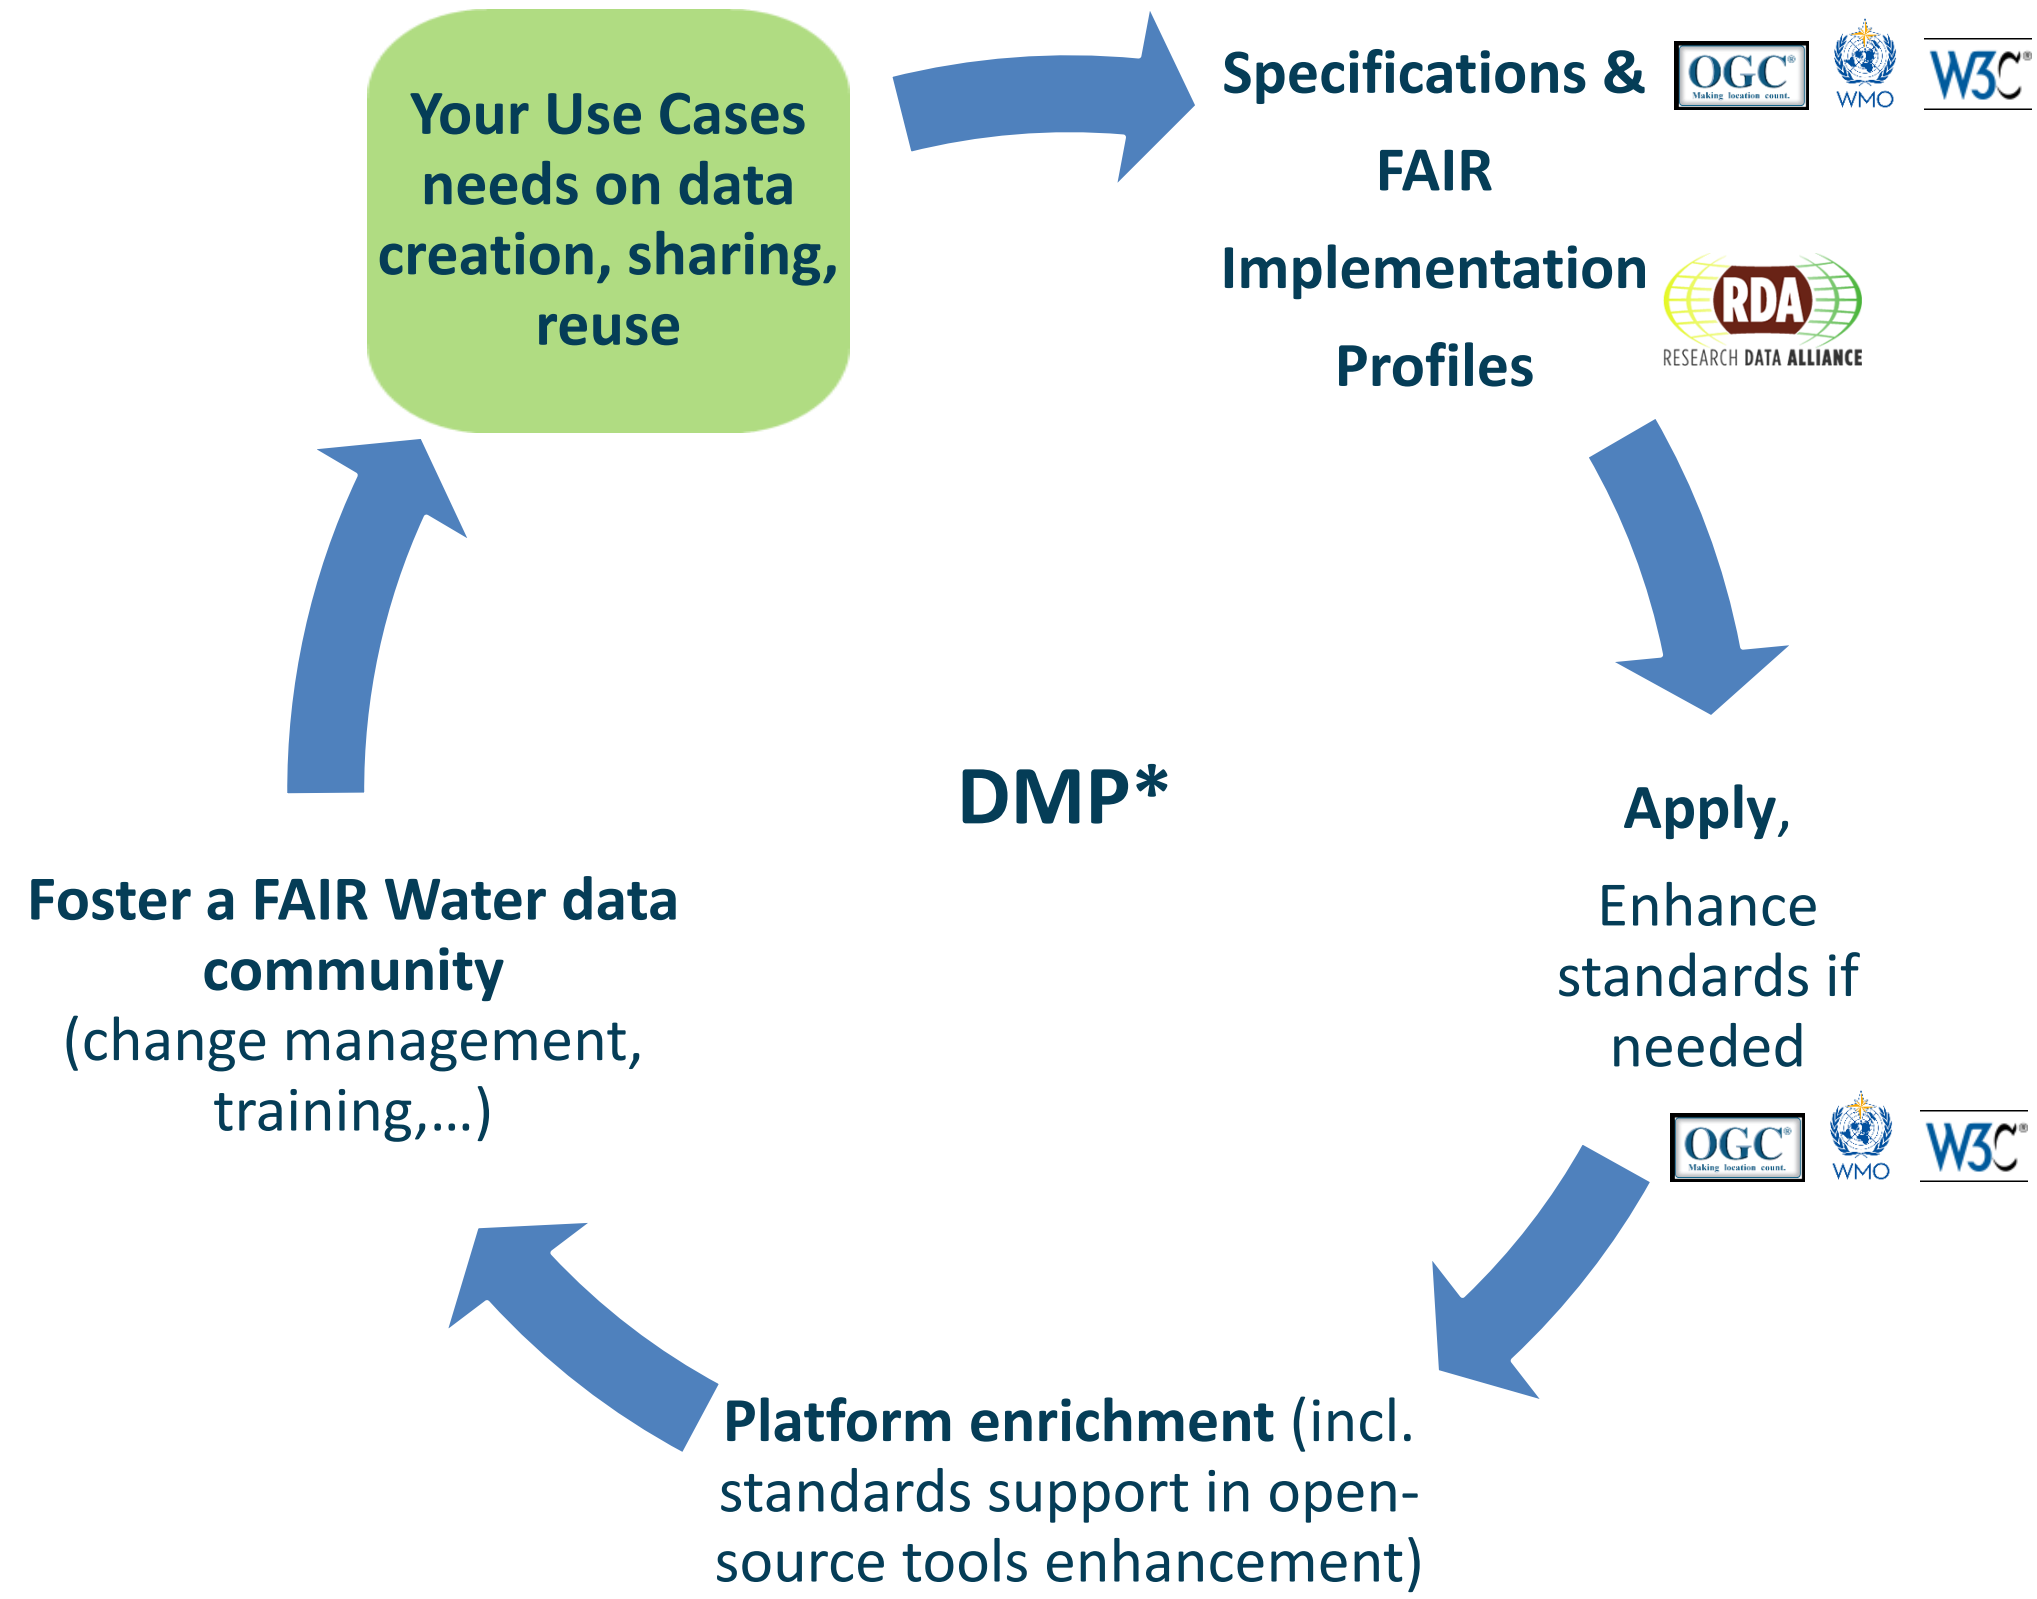 Your Use Cases
needs on data
creation, sharing,
reuse
Specifications &
FAIR
Implementation
Profiles
OGC®
Making location count.
WMO
W3C®
RDA
RESEARCH DATA ALLIANCE
DMP*
Apply,
Enhance
standards if
needed
OGC®
Making location count.
WMO
W3C®
Platform enrichment (incl.
standards support in open-
source tools enhancement)
Foster a FAIR Water data
community
(change management,
training,...)